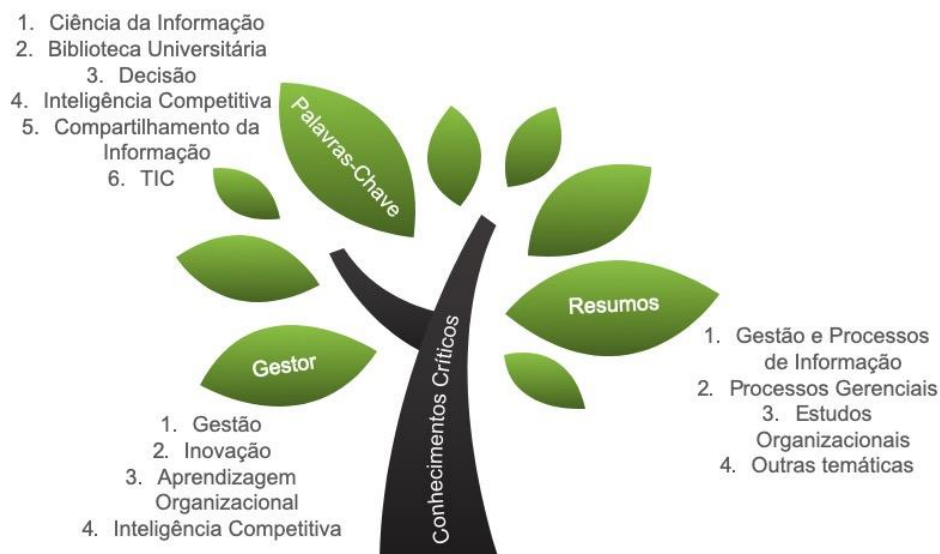 1. Ciência da Informação
2. Biblioteca Universitária
3. Decisão
4. Inteligência Competitiva
5. Compartilhamento da
Informação
6. TIC
Palavras-Chave
Resumos
1. Gestão e Processos
de Informação
2. Processos Gerenciais
3. Estudos
Organizacionais
4. Outras temáticas
Gestor
1. Gestão
2. Inovação
3. Aprendizagem
Organizacional
4. Inteligência Competitiva
Conhecimentos Críticos